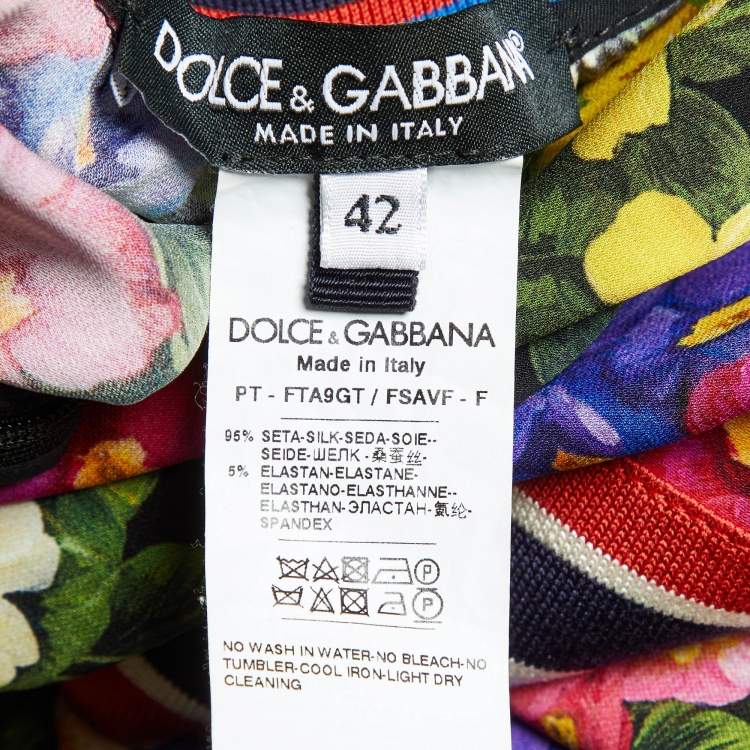 DOLCE & GABBANA®
MADE IN ITALY
42
DOLCE & GABBANA
Made in Italy
PT - FTA9GT / FSAVF - F
95% SETA-SILK-SEDA-SOIE--
SEIDE-ШЕЛК -桑蚕丝-
5% ELASTAN-ELASTANE-
ELASTANO-ELASTHANNE--
ELASTHAN-ЭЛАСТАН-氨纶-
SPANDEX
P
P
NO WASH IN WATER-NO BLEACH-NO
TUMBLER-COOL IRON-LIGHT DRY
CLEANING